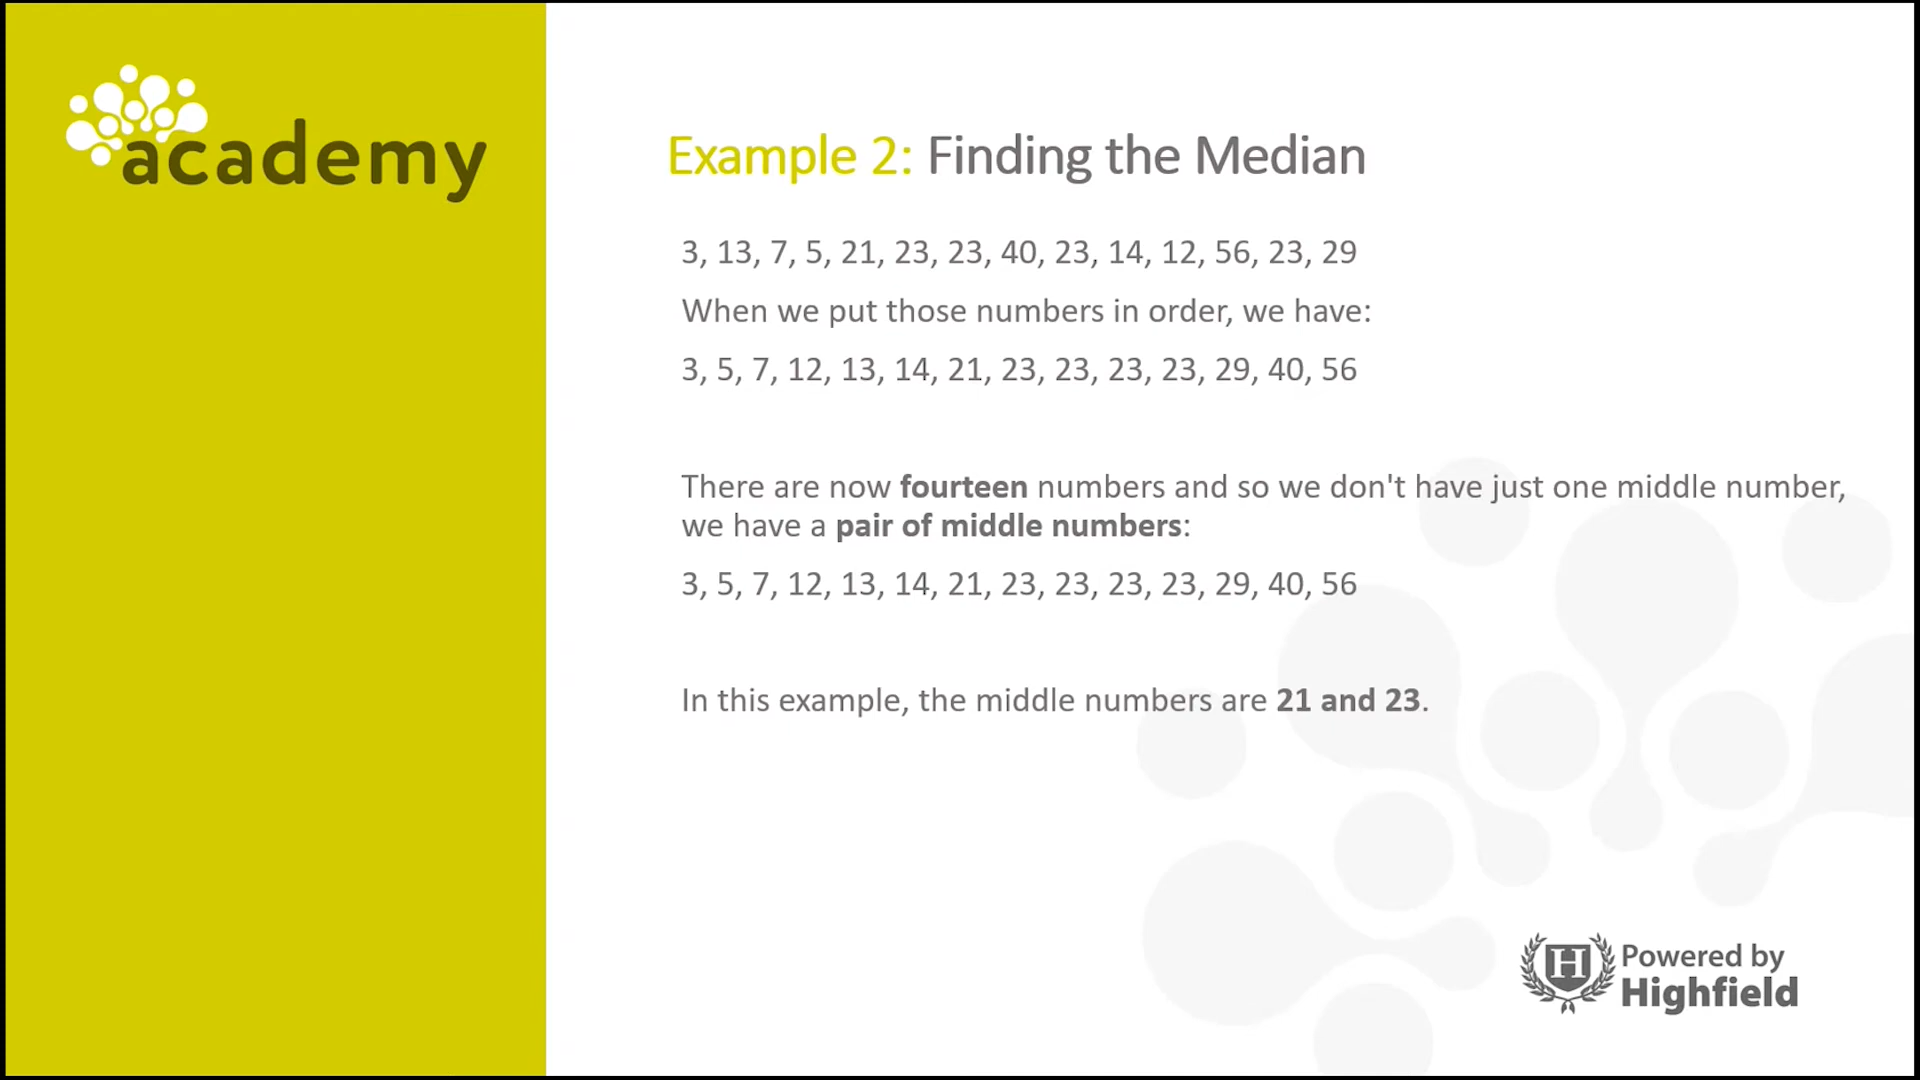 academy
Example 2: Finding the Median
3, 13, 7, 5, 21, 23, 23, 40, 23, 14, 12, 56, 23, 29
When we put those numbers in order, we have:
3, 5, 7, 12, 13, 14, 21, 23, 23, 23, 23, 29, 40, 56
There are now fourteen numbers and so we don't have just one middle number,
we have a pair of middle numbers:
3, 5, 7, 12, 13, 14, 21, 23, 23, 23, 23, 29, 40, 56
In this example, the middle numbers are 21 and 23.
H
Powered by
Highfield